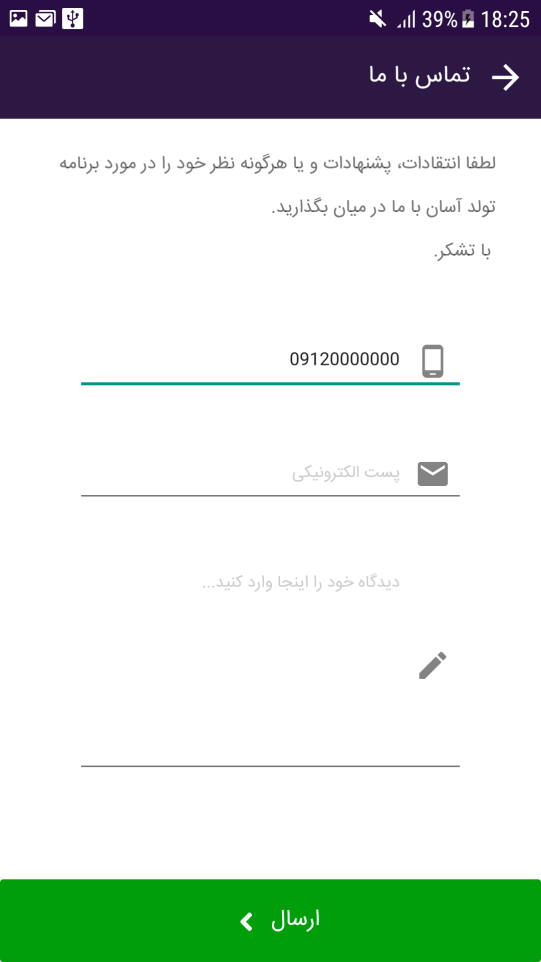 39% 18:25
تماس با ما
لطفا انتقادات، پشنهادات و یا هرگونه نظر خود را در مورد برنامه
تولد آسان با ما در میان بگذارید.
با تشکر.
09120000000
پست الکترونیکی
دیدگاه خود را اینجا وارد کنید...
ارسال